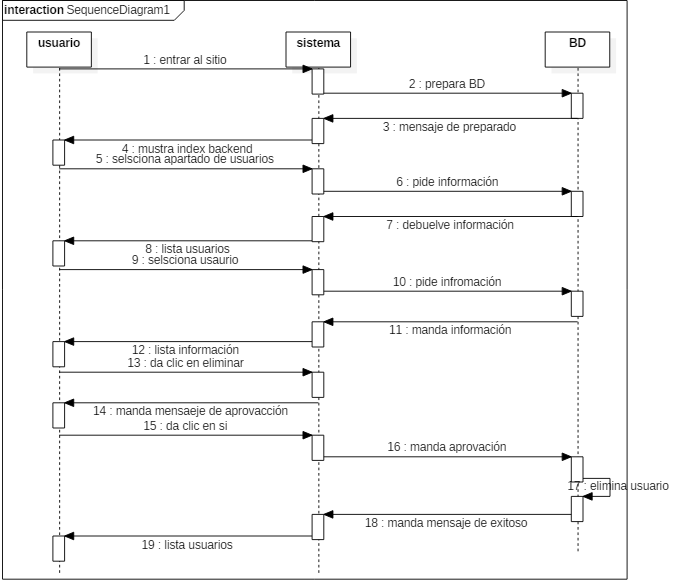 interaction SequenceDiagram1
usuario
sistema
BD
1 : entrar al sitio
2 : prepara BD
3 : mensaje de preparado
4 : mustra index backend
5 : selsciona apartado de usuarios
6 : pide información
7 : debuelve información
8 : lista usuarios
9 : selsciona usaurio
10 : pide infromación
11 : manda información
12 : lista información
13 : da clic en eliminar
14 : manda mensaeje de aprovacción
15 : da clic en si
16 : manda aprovación
17 : elimina usuario
18 : manda mensaje de exitoso
19 : lista usuarios